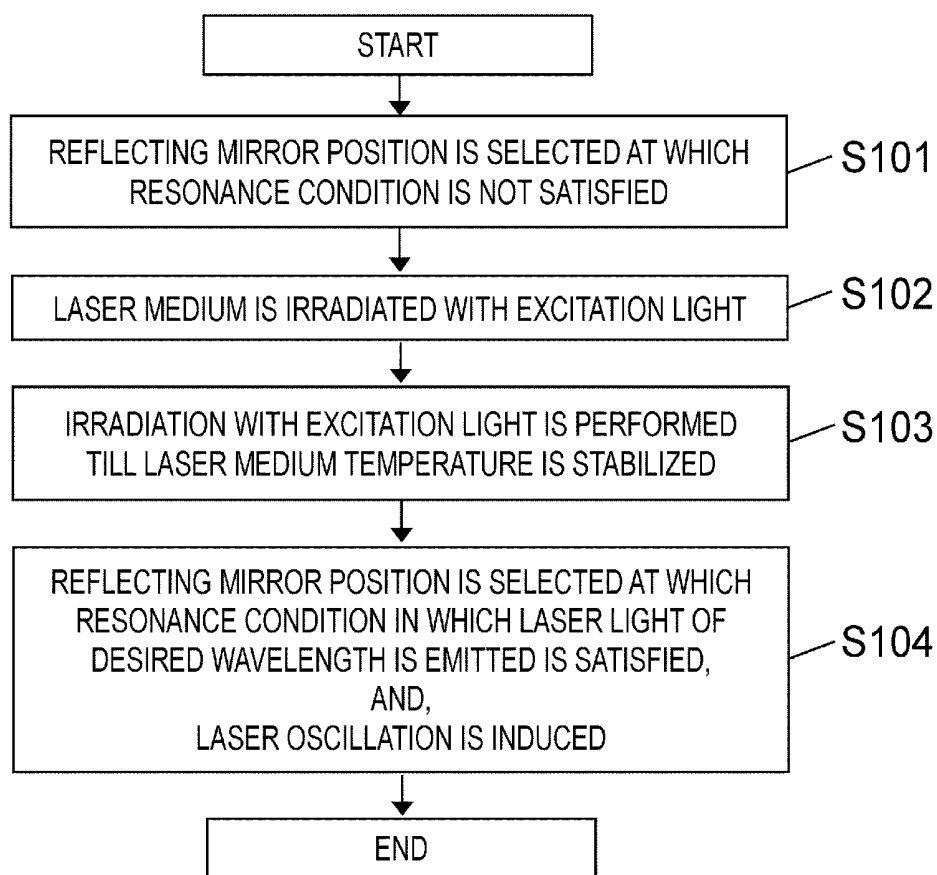 START
REFLECTING MIRROR POSITION IS SELECTED AT WHICH
RESONANCE CONDITION IS NOT SATISFIED
S101
LASER MEDIUM IS IRRADIATED WITH EXCITATION LIGHT
S102
IRRADIATION WITH EXCITATION LIGHT IS PERFORMED
TILL LASER MEDIUM TEMPERATURE IS STABILIZED
S103
REFLECTING MIRROR POSITION IS SELECTED AT WHICH
RESONANCE CONDITION IN WHICH LASER LIGHT OF
DESIRED WAVELENGTH IS EMITTED IS SATISFIED,
AND,
LASER OSCILLATION IS INDUCED
S104
END